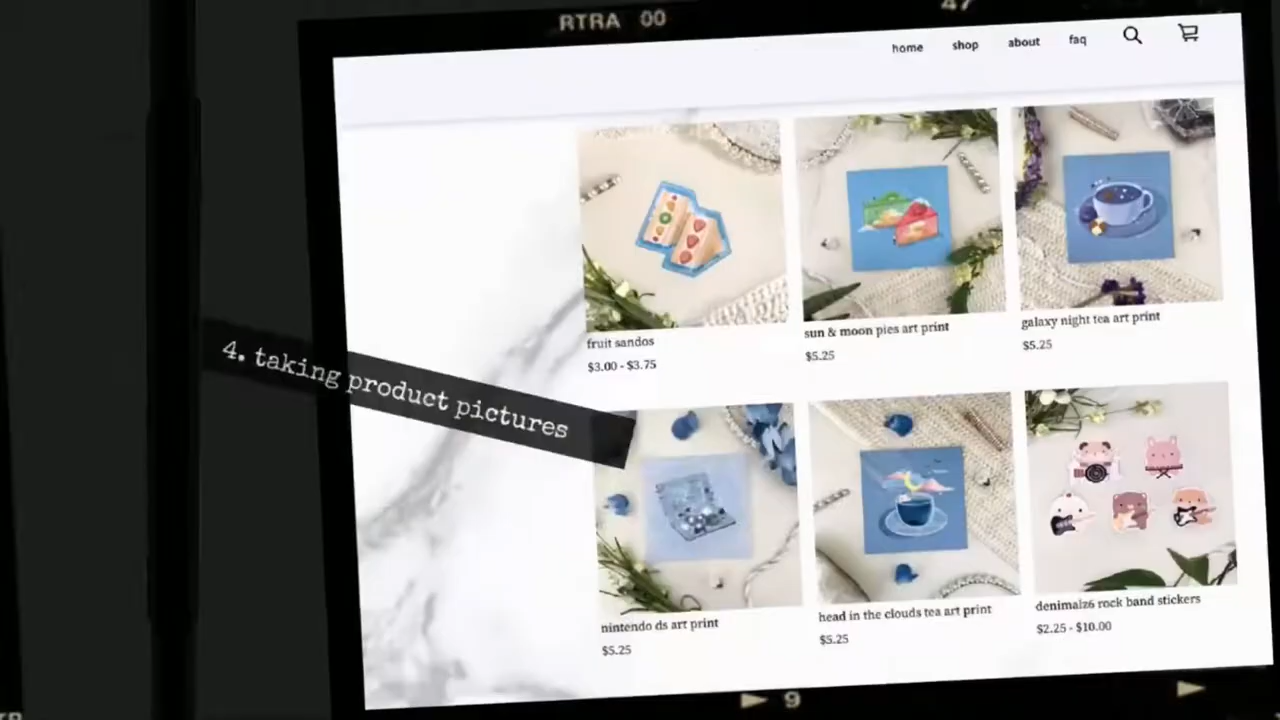 RTRA 00
47
home shop about faq
fruit sandos
$3.00 - $3.75
sun & moon pies art print
$5.25
galaxy night tea art print
$5.25
4. taking product pictures
nintendo ds art print
$5.25
head in the clouds tea art print
$5.25
denimalz6 rock band stickers
$2.25 - $10.00
9